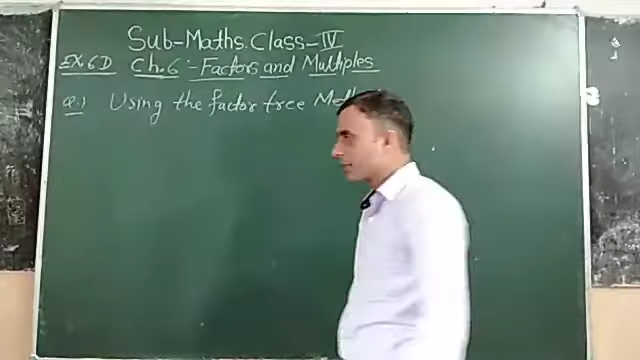 Sub-Maths. Class-IV
EX.6D Ch.6:- Factors and Multiples
Q.1) Using the factor tree